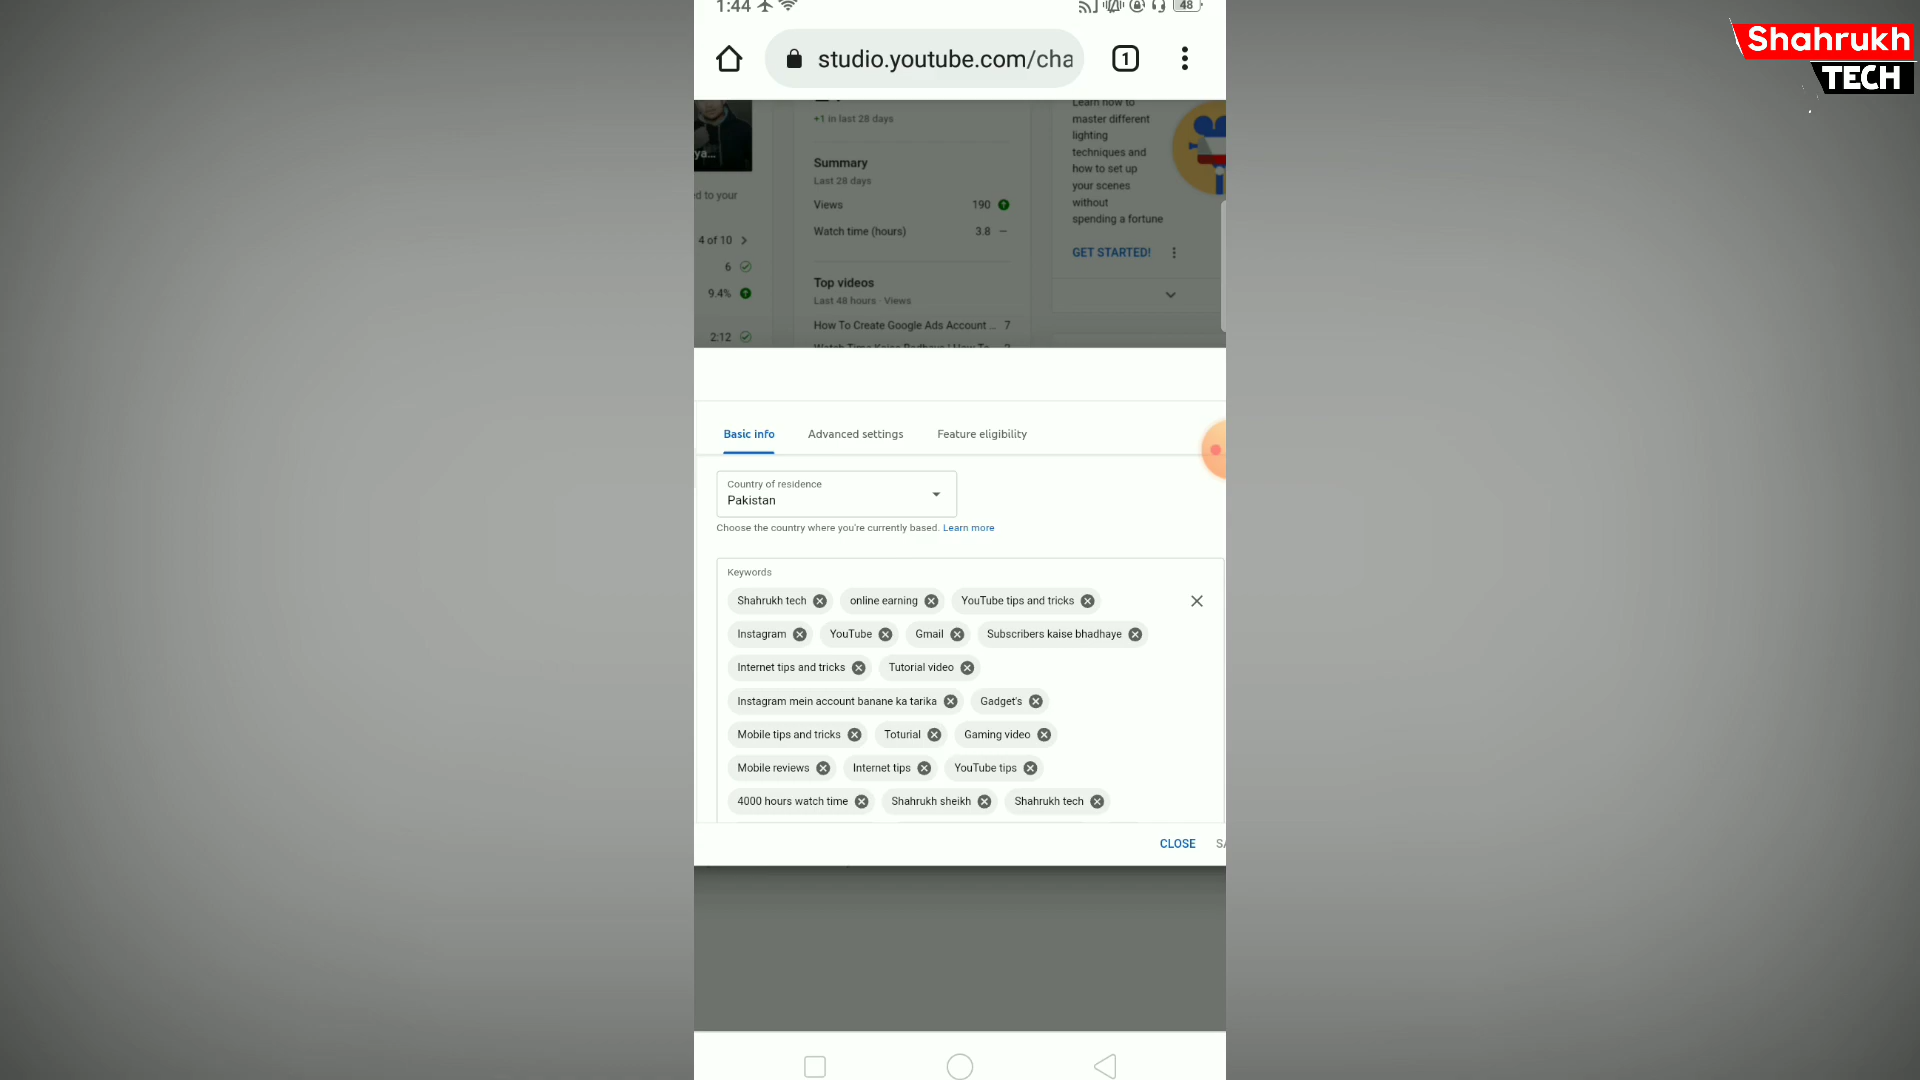 1:44
48
Shahrukh
TECH
studio.youtube.com/cha
1
+1 in last 28 days
Summary
Last 28 days
Views 190
Watch time (hours) 3.8 —
Top videos
Last 48 hours · Views
How To Create Google Ads Account ... 7
ya...
d to your
4 of 10
6
9.4%
2:12
Learn how to
master different
lighting
techniques and
how to set up
your scenes
without
spending a fortune
GET STARTED!
Basic info Advanced settings Feature eligibility
Country of residence
Pakistan
Choose the country where you're currently based. Learn more
Keywords
Shahrukh tech online earning YouTube tips and tricks
Instagram YouTube Gmail Subscribers kaise bhadhaye
Internet tips and tricks Tutorial video
Instagram mein account banane ka tarika Gadget's
Mobile tips and tricks Toturial Gaming video
Mobile reviews Internet tips YouTube tips
4000 hours watch time Shahrukh sheikh Shahrukh tech
CLOSE SA